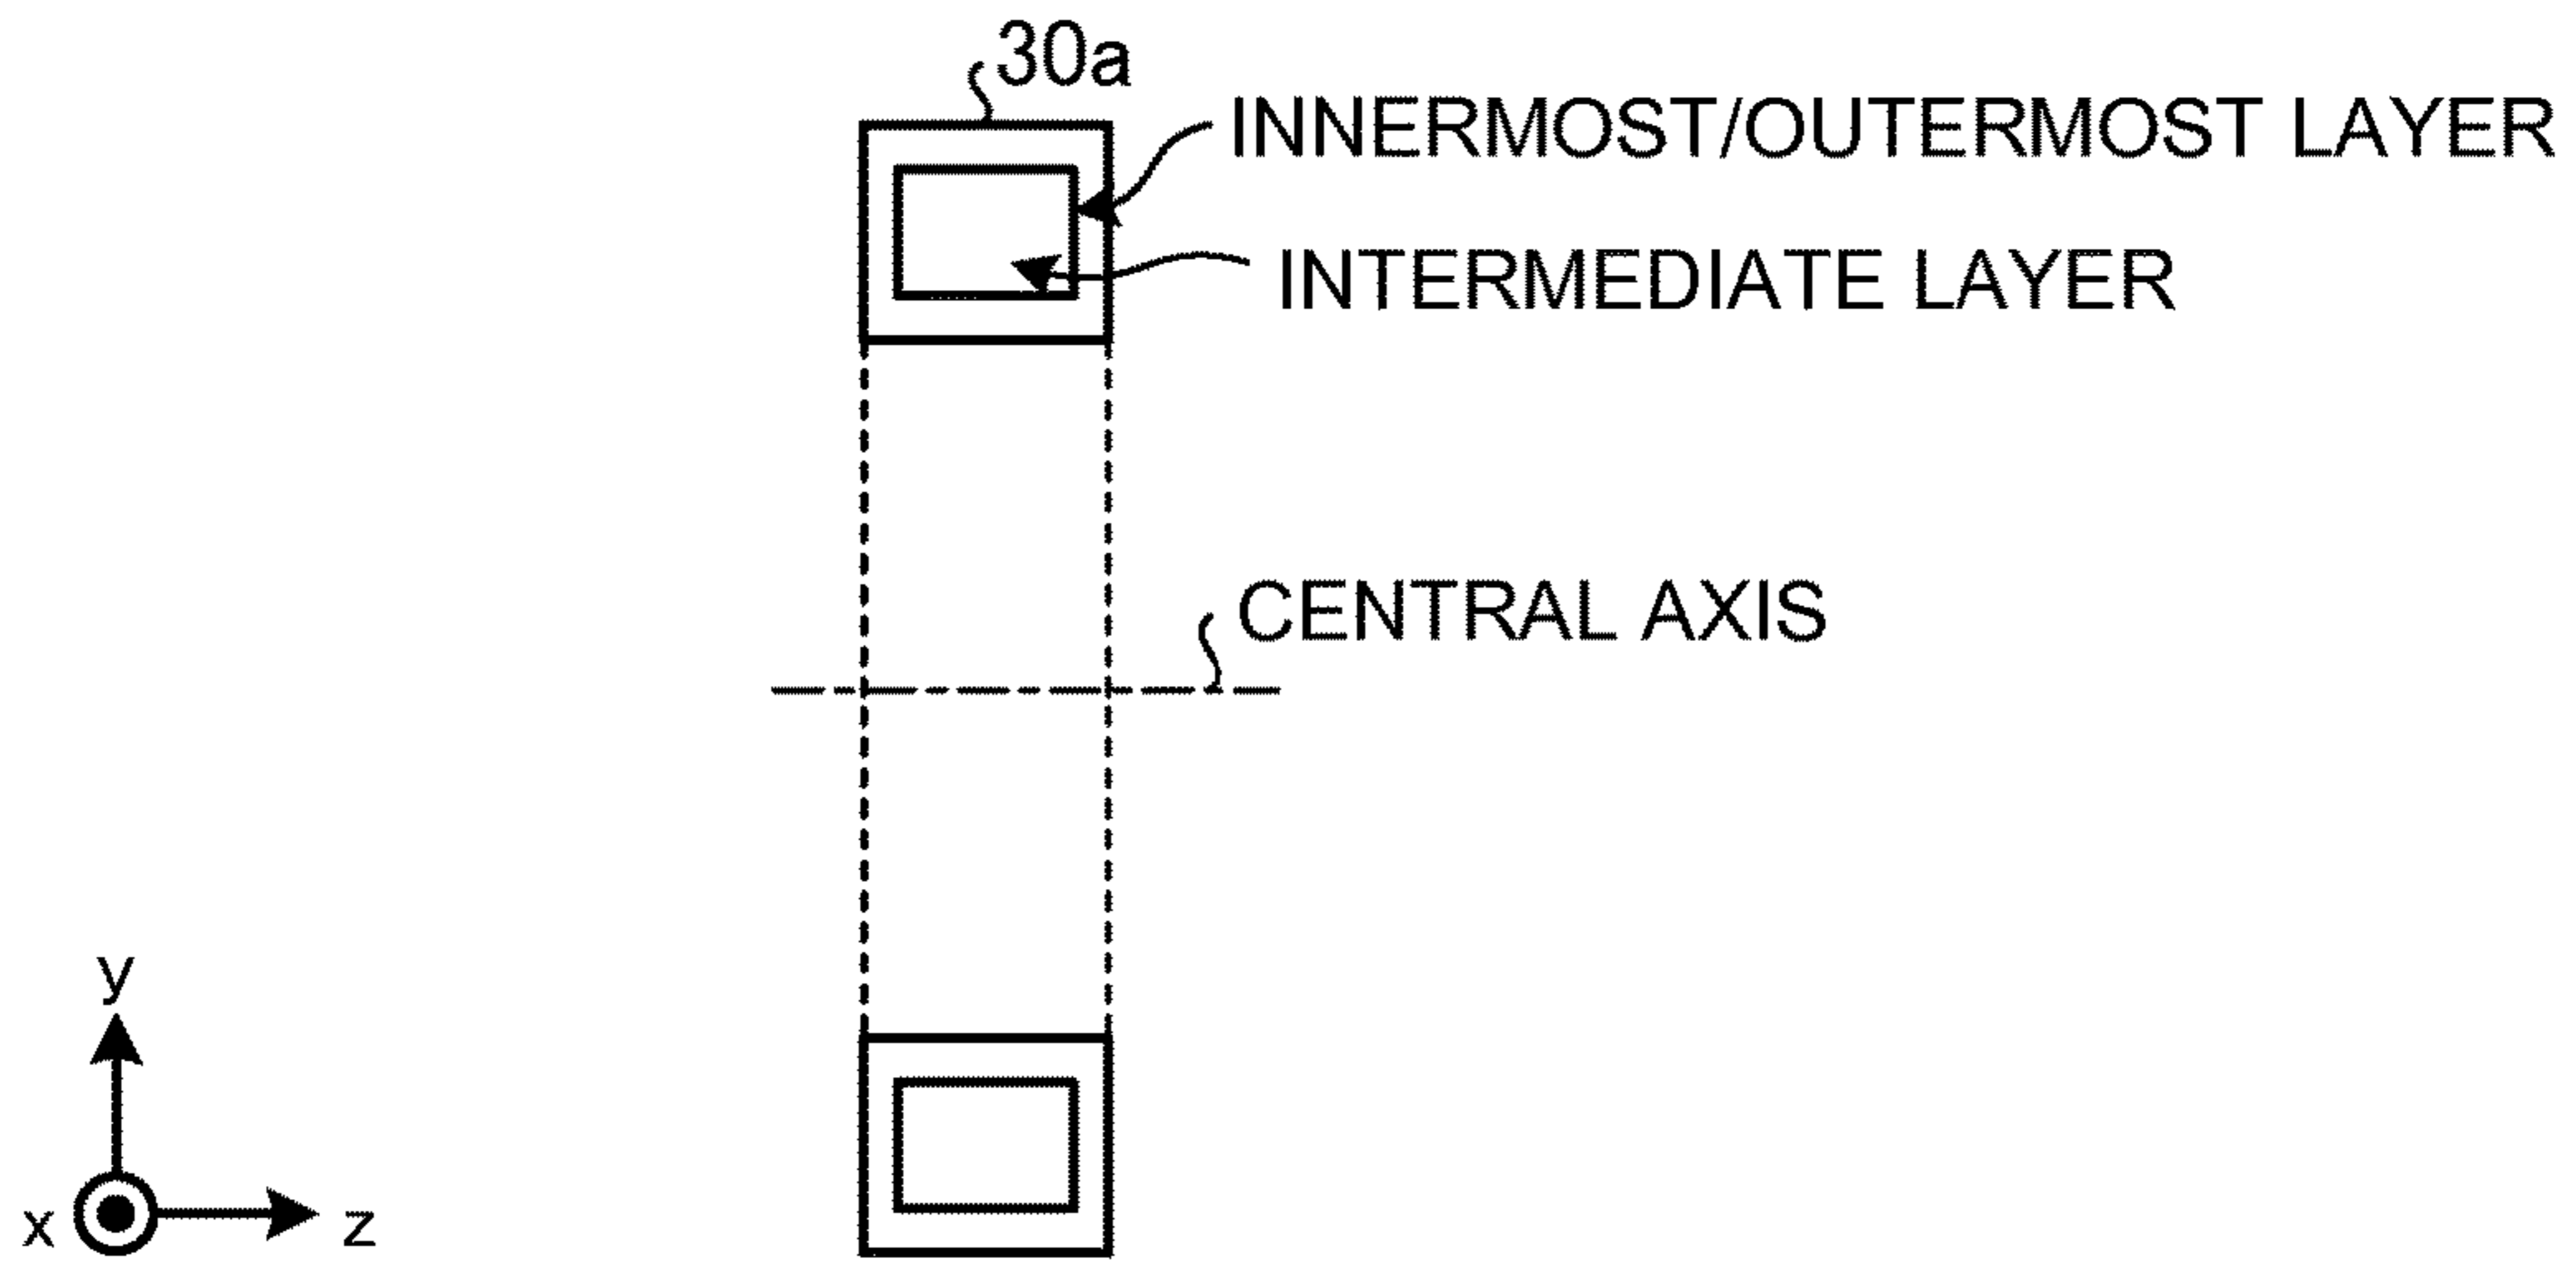 30a
INNERMOST/OUTERMOST LAYER
INTERMEDIATE LAYER
CENTRAL AXIS
y
x
z